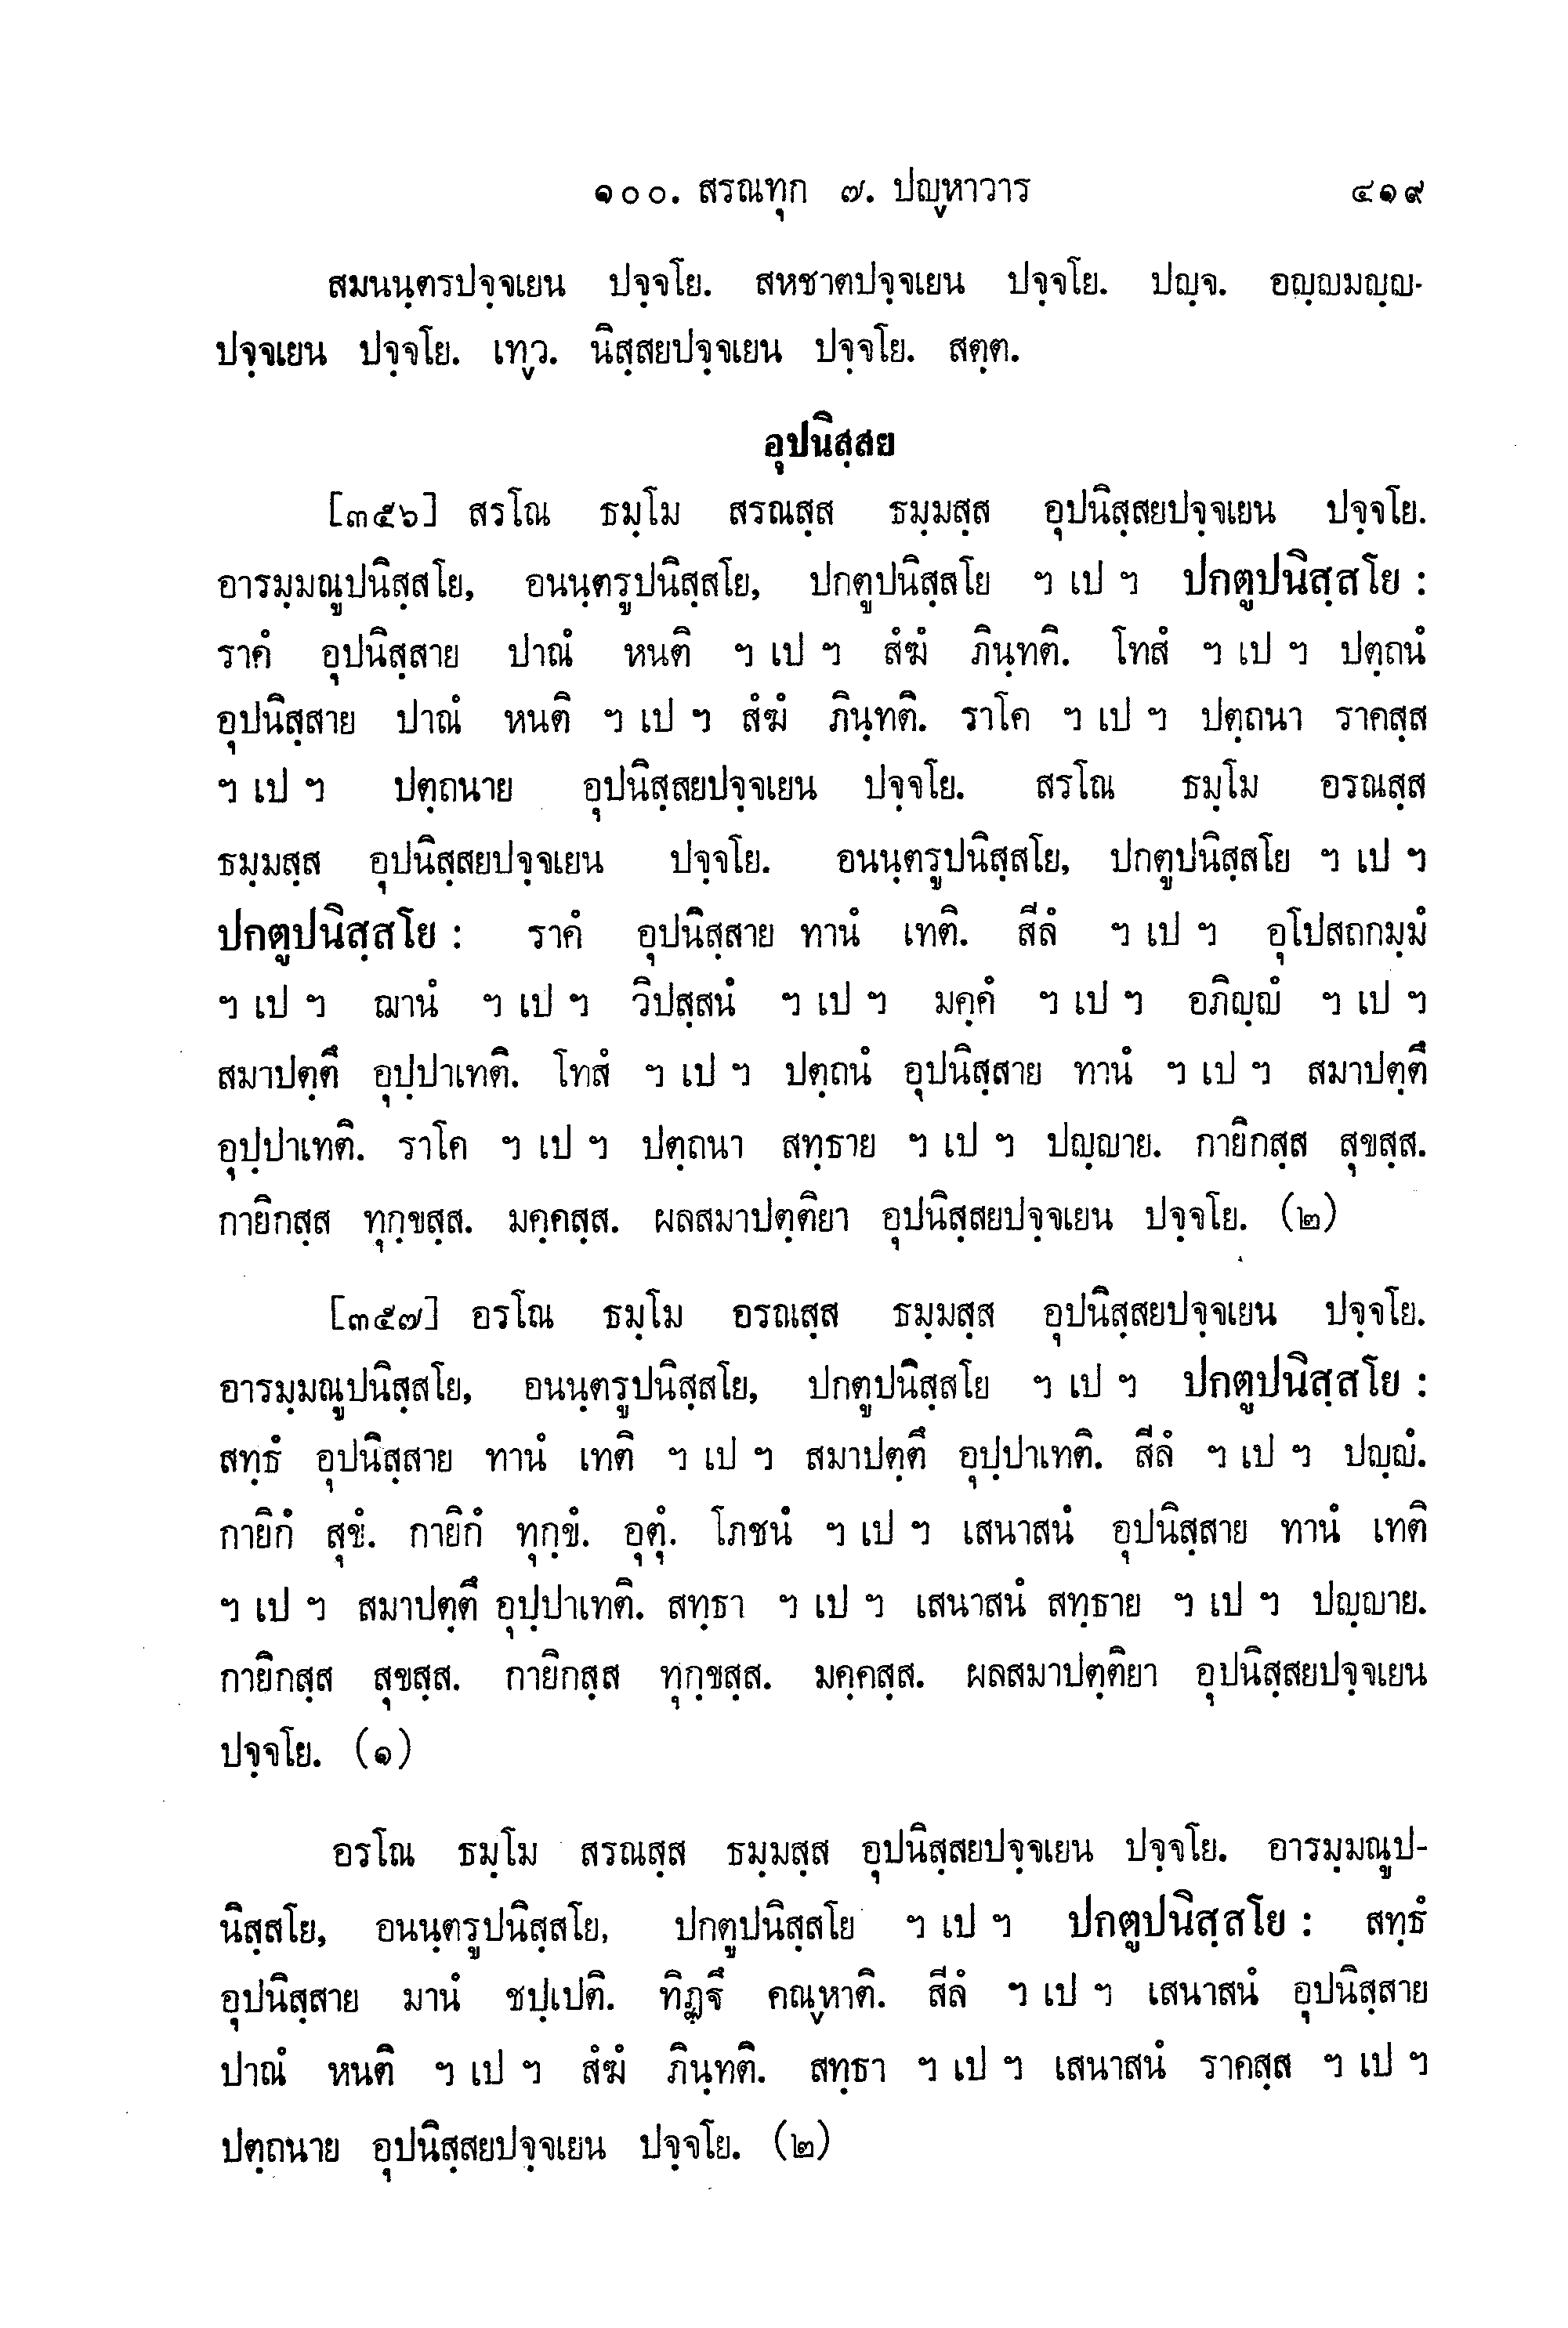 ๑๐๐. สรณทุก ๗. ปญฺหาวาร ๔๑๙
สมนนฺตรปจฺจเยน ปจฺจโย. สหชาตปจฺจเยน ปจฺจโย. ปญฺจ. อญฺญมญฺญ-
ปจฺจเยน ปจฺจโย. เทฺว. นิสฺสยปจฺจเยน ปจฺจโย. สตฺต.
อุปนิสฺสย
[๓๕๖] สรโณ ธมฺโม สรณสฺส ธมฺมสฺส อุปนิสฺสยปจฺจเยน ปจฺจโย.
อารมฺมณูปนิสฺสโย, อนนฺตรูปนิสฺสโย, ปกตูปนิสฺสโย ฯ เป ฯ ปกตูปนิสฺสโย :
ราคํ อุปนิสฺสาย ปาณํ หนติ ฯ เป ฯ สํฆํ ภินฺทติ. โทสํ ฯ เป ฯ ปตฺถนํ
อุปนิสฺสาย ปาณํ หนติ ฯ เป ฯ สํฆํ ภินฺทติ. ราโค ฯ เป ฯ ปตฺถนา ราคสฺส
ฯ เป ฯ ปตฺถนาย อุปนิสฺสยปจฺจเยน ปจฺจโย. สรโณ ธมฺโม อรณสฺส
ธมฺมสฺส อุปนิสฺสยปจฺจเยน ปจฺจโย. อนนฺตรูปนิสฺสโย, ปกตูปนิสฺสโย ฯ เป ฯ
ปกตูปนิสฺสโย : ราคํ อุปนิสฺสาย ทานํ เทติ. สีลํ ฯ เป ฯ อุโปสถกมฺมํ
ฯ เป ฯ ฌานํ ฯ เป ฯ วิปสฺสนํ ฯ เป ฯ มคฺคํ ฯ เป ฯ อภิญฺญํ ฯ เป ฯ
สมาปตฺตึ อุปฺปาเทติ. โทสํ ฯ เป ฯ ปตฺถนํ อุปนิสฺสาย ทานํ ฯ เป ฯ สมาปตฺตึ
อุปฺปาเทติ. ราโค ฯ เป ฯ ปตฺถนา สทฺธาย ฯ เป ฯ ปญฺญาย. กายิกสฺส สุขสฺส.
กายิกสฺส ทุกฺขสฺส. มคฺคสฺส. ผลสมาปตฺติยา อุปนิสฺสยปจฺจเยน ปจฺจโย. (๒)
[๓๕๗] อรโณ ธมฺโม อรณสฺส ธมฺมสฺส อุปนิสฺสยปจฺจเยน ปจฺจโย.
อารมฺมณูปนิสฺสโย, อนนฺตรูปนิสฺสโย, ปกตูปนิสฺสโย ฯ เป ฯ ปกตูปนิสฺสโย :
สทฺธํ อุปนิสฺสาย ทานํ เทติ ฯ เป ฯ สมาปตฺตึ อุปฺปาเทติ. สีลํ ฯ เป ฯ ปญฺญํ.
กายิกํ สุขํ. กายิกํ ทุกฺขํ. อุตุํ. โภชนํ ฯ เป ฯ เสนาสนํ อุปนิสฺสาย ทานํ เทติ
ฯ เป ฯ สมาปตฺตึ อุปฺปาเทติ. สทฺธา ฯ เป ฯ เสนาสนํ สทฺธาย ฯ เป ฯ ปญฺญาย.
กายิกสฺส สุขสฺส. กายิกสฺส ทุกฺขสฺส. มคฺคสฺส. ผลสมาปตฺติยา อุปนิสฺสยปจฺจเยน
ปจฺจโย. (๑)
อรโณ ธมฺโม สรณสฺส ธมฺมสฺส อุปนิสฺสยปจฺจเยน ปจฺจโย. อารมฺมณูป-
นิสฺสโย, อนนฺตรูปนิสฺสโย, ปกตูปนิสฺสโย ฯ เป ฯ ปกตูปนิสฺสโย : สทฺธํ
อุปนิสฺสาย มานํ ชปฺเปติ. ทิฏฺฐึ คณฺหาติ. สีลํ ฯ เป ฯ เสนาสนํ อุปนิสฺสาย
ปาณํ หนติ ฯ เป ฯ สํฆํ ภินฺทติ. สทฺธา ฯ เป ฯ เสนาสนํ ราคสฺส ฯ เป ฯ
ปตฺถนาย อุปนิสฺสยปจฺจเยน ปจฺจโย. (๒)